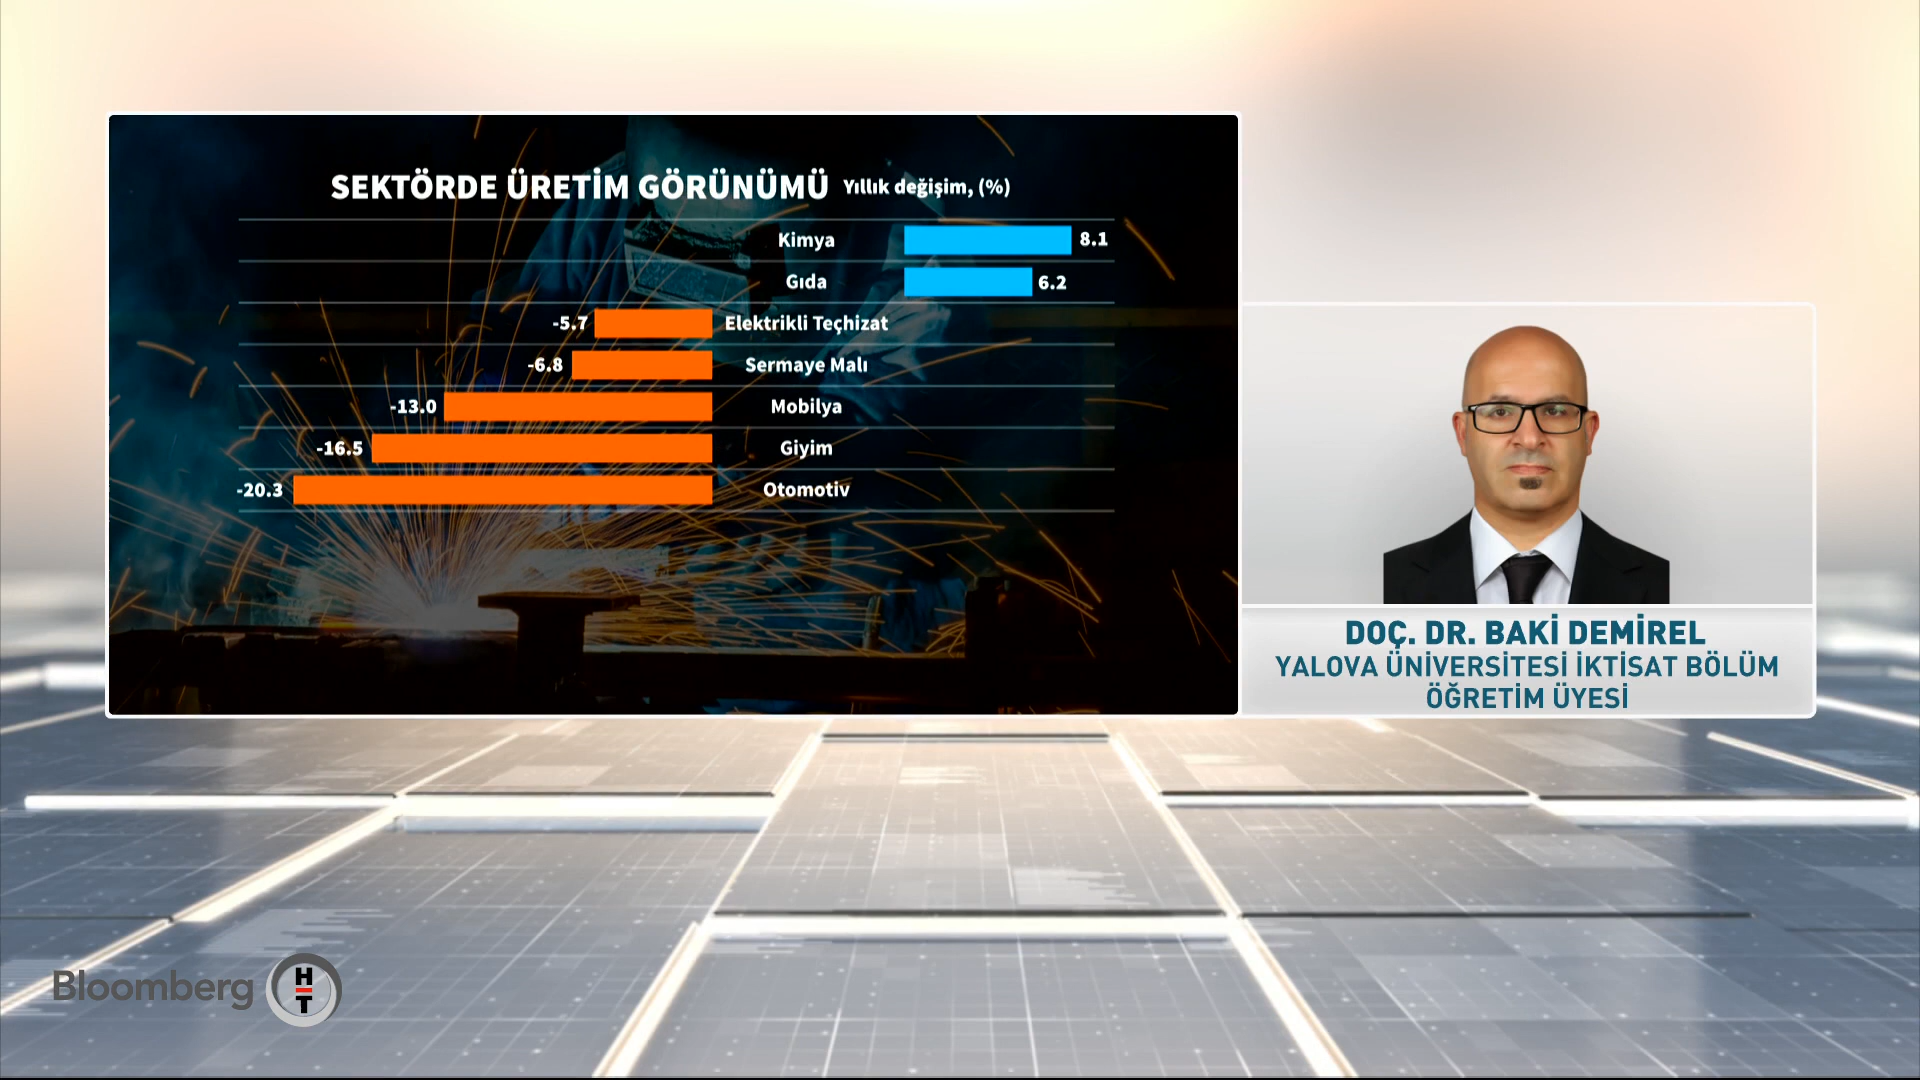 SEKTÖRDE ÜRETİM GÖRÜNÜMÜ Yıllık değişim, (%)
Kimya 8.1
Gıda 6.2
-5.7 Elektrikli Teçhizat
-6.8 Sermaye Malı
-13.0 Mobilya
-16.5 Giyim
-20.3 Otomotiv
DOÇ. DR. BAKİ DEMİREL
YALOVA ÜNİVERSİTESİ İKTİSAT BÖLÜM
ÖĞRETİM ÜYESİ
Bloomberg HT